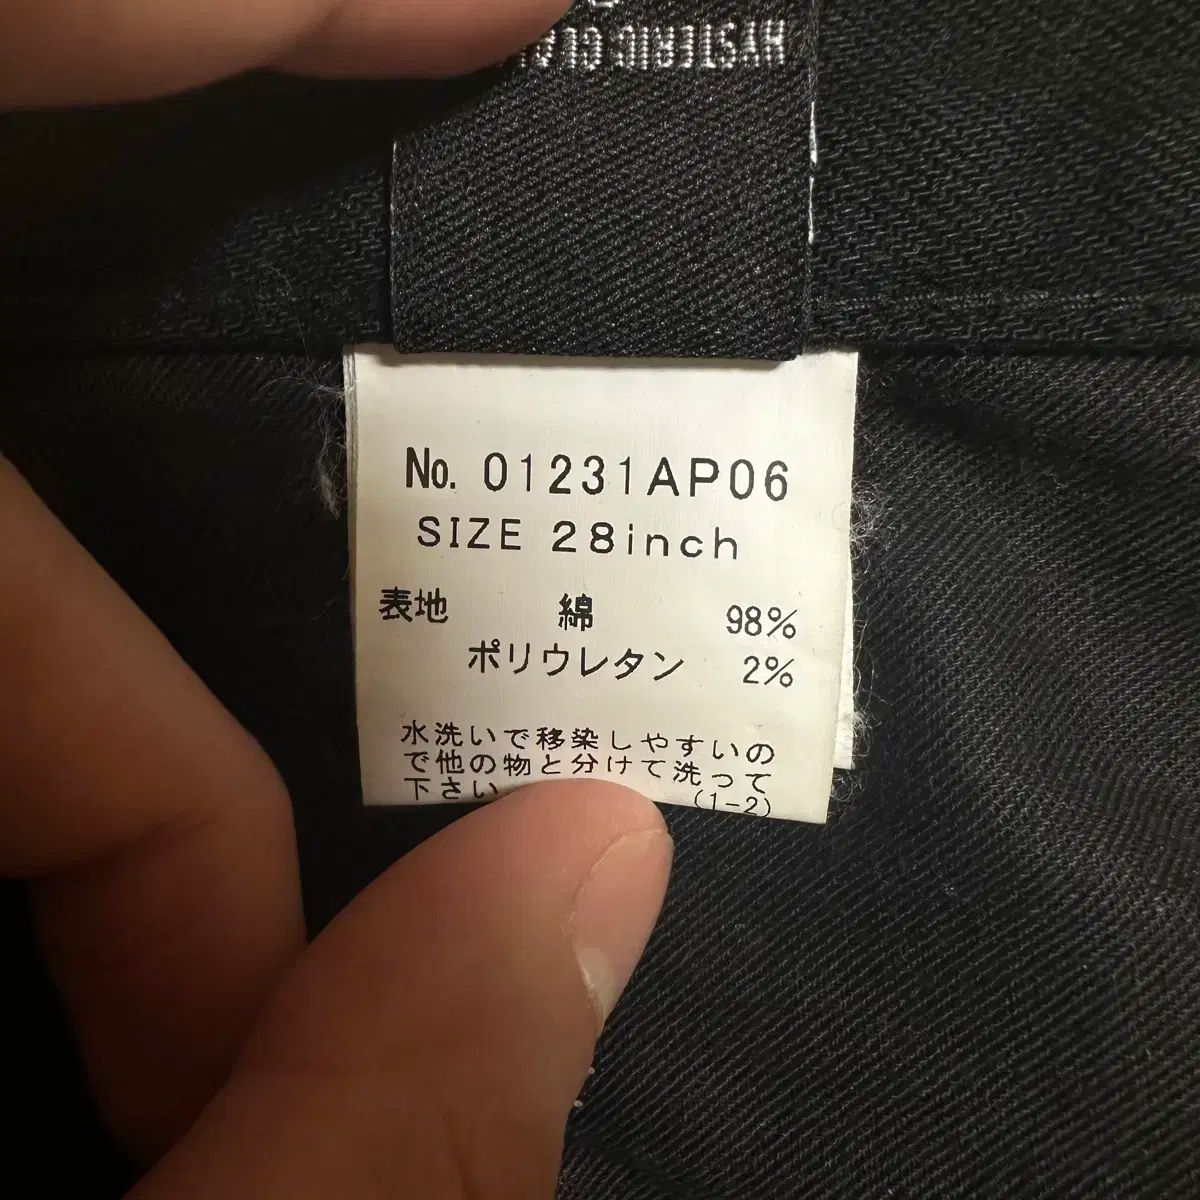 HYSTERIC GLA
No. 01231AP06
SIZE 28inch
表地 綿 98%
ポリウレタン 2%
水洗いで移染しやすいの
で他の物と分けて洗って
下さい
(1-2)